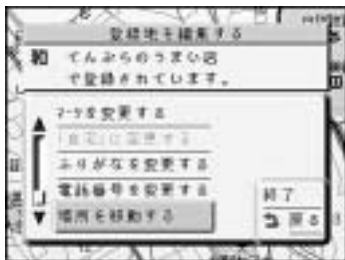 登録地を編集する
和 てんぷらのうまい店
で登録されています。
マークを変更する
「自宅」に変更する
ふりがなを変更する
電話番号を変更する
場所を移動する
終了
戻る